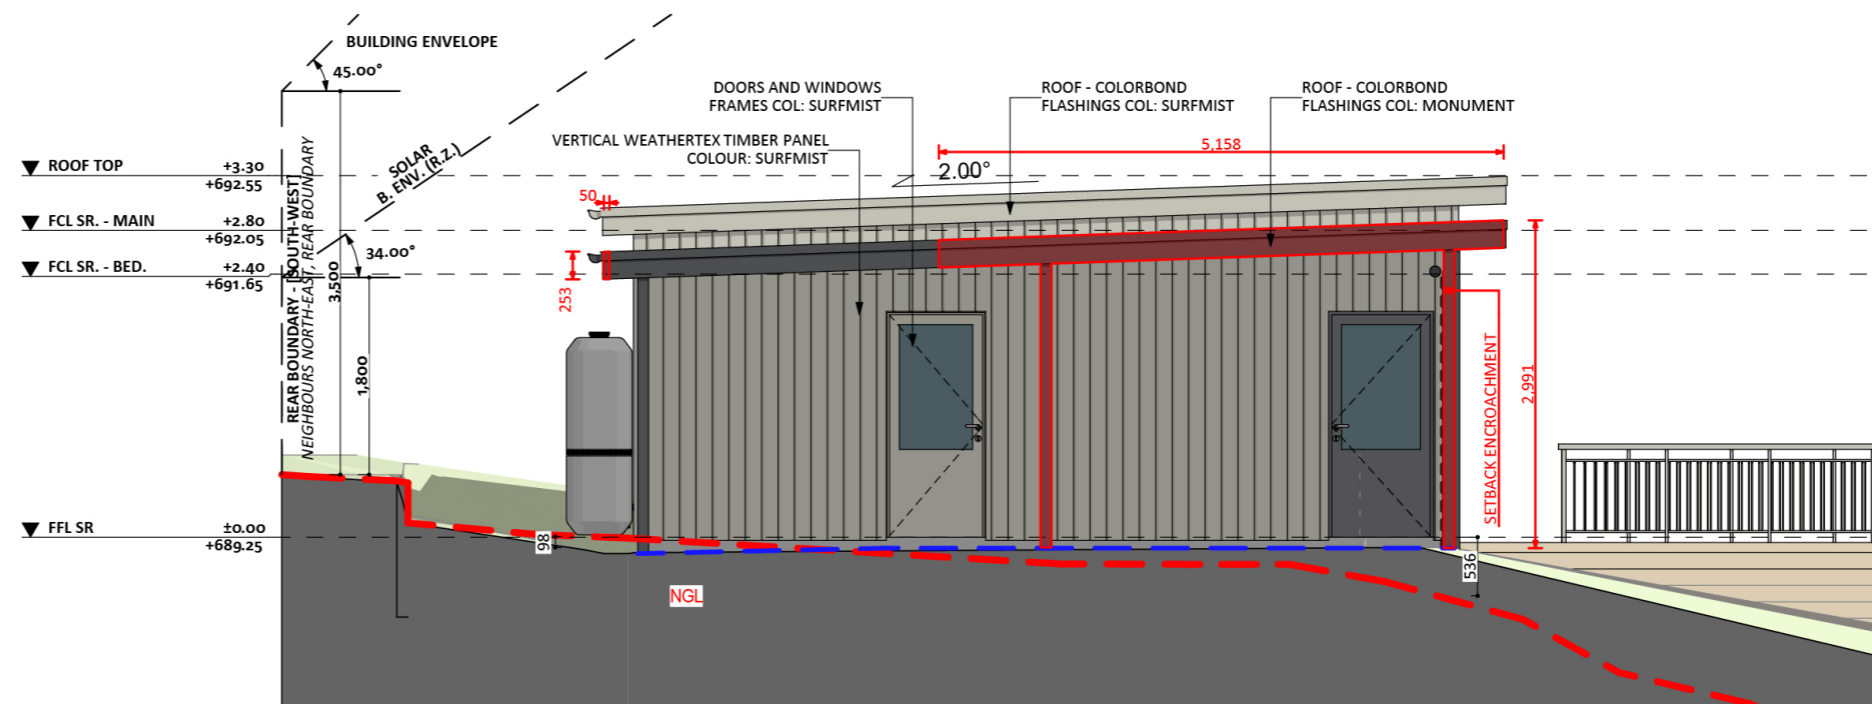 BUILDING ENVELOPE
45.00°
DOORS AND WINDOWS
FRAMES COL: SURFMIST
ROOF - COLORBOND
FLASHINGS COL: SURFMIST
ROOF - COLORBOND
FLASHINGS COL: MONUMENT
VERTICAL WEATHERTEX TIMBER PANEL
COLOUR: SURFMIST
5,158
SOLAR
B. ENV. (R.Z.)
2.00°
ROOF TOP +3.30
+692.55
50
FCL SR. - MAIN +2.80
+692.05
34.00°
FCL SR. - BED. +2.40
+691.65
REAR BOUNDARY - [SOUTH-WEST]
NEIGHBOURS NORTH-EAST, REAR BOUNDARY
3,500
1,800
253
SETBACK ENCROACHMENT
2,991
FFL SR ±0.00
+689.25
98
536
NGL